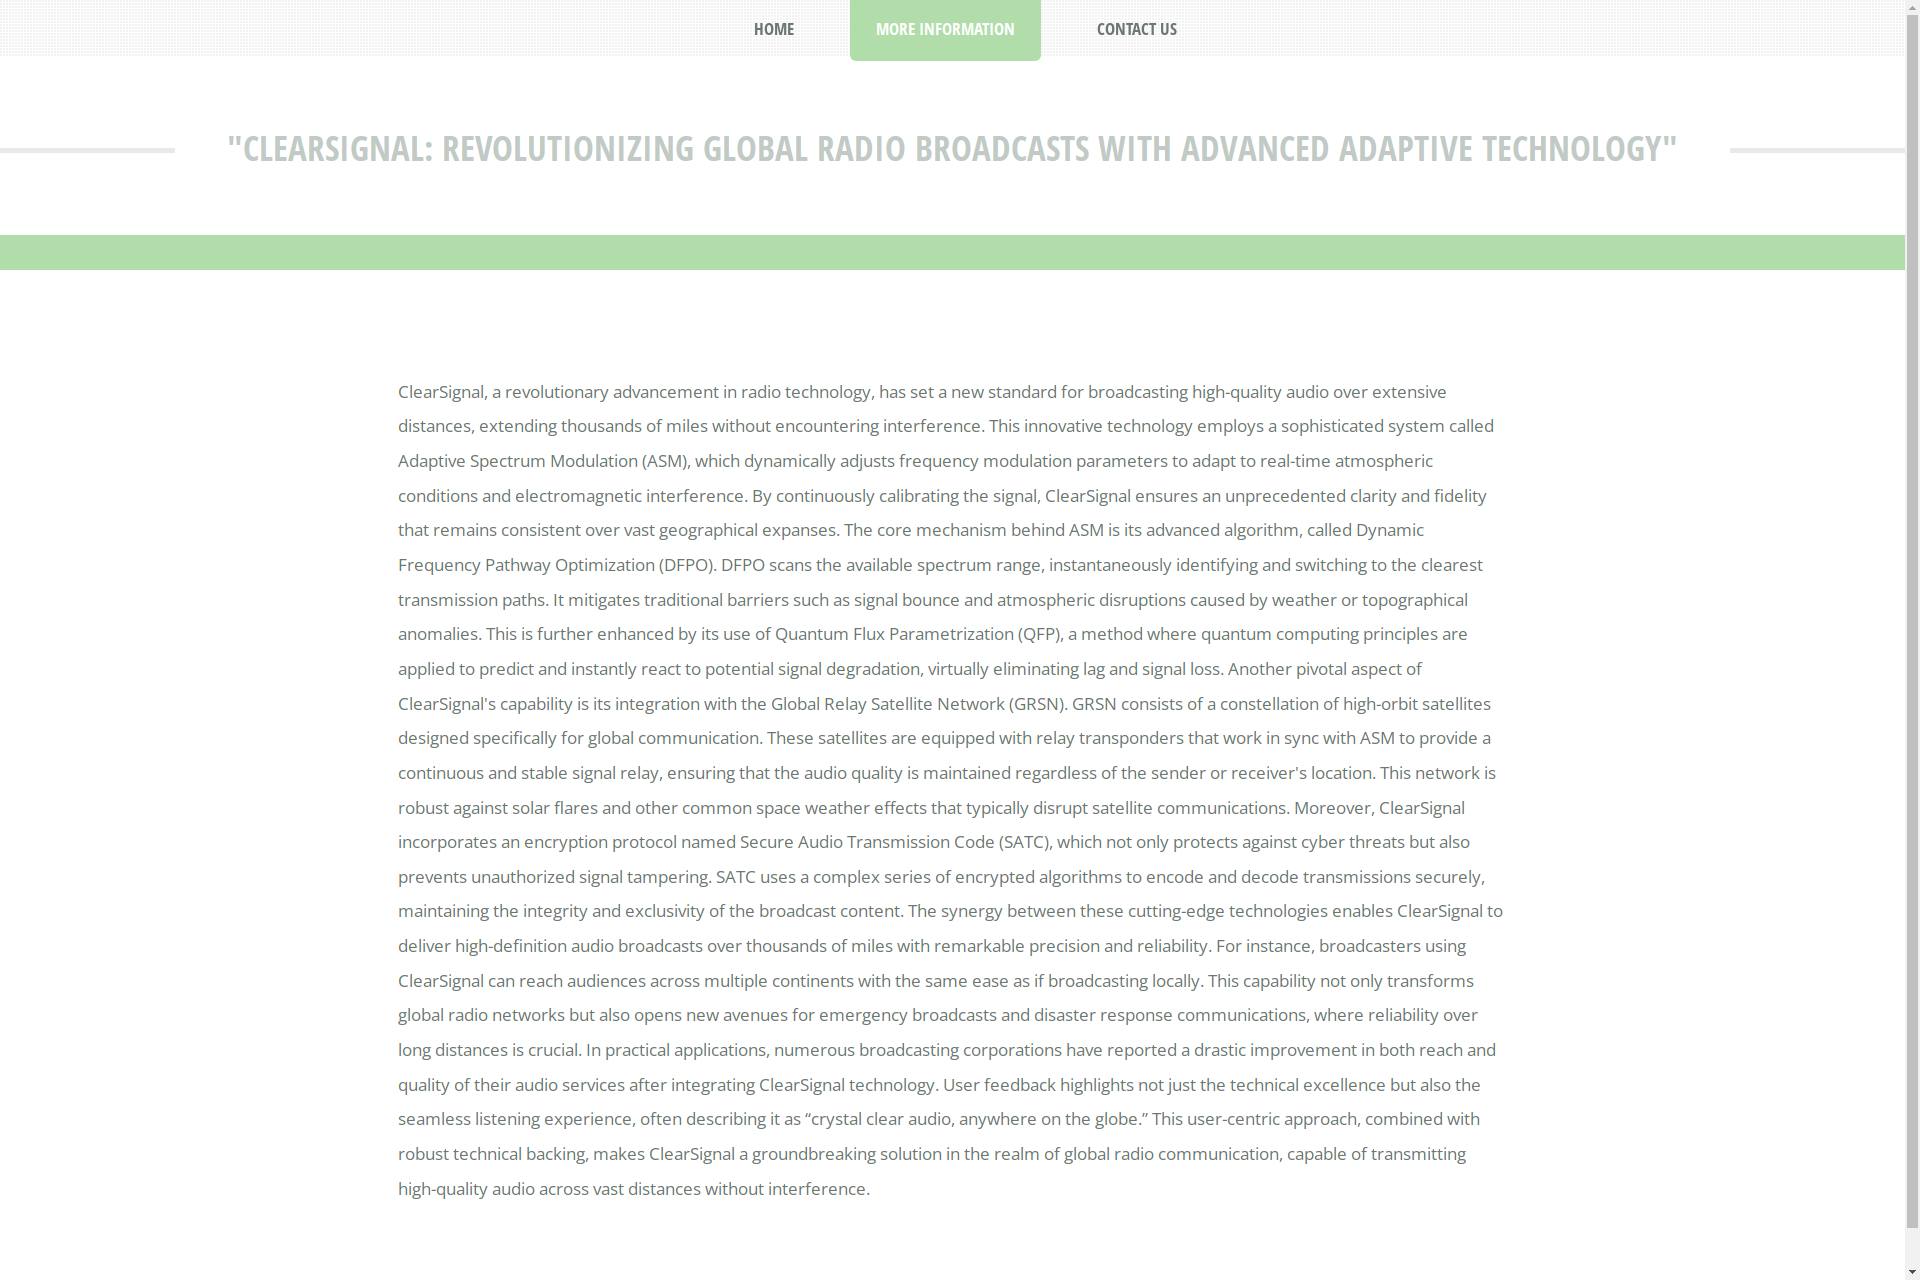 HOME
MORE INFORMATION
CONTACT US
"CLEARSIGNAL: REVOLUTIONIZING GLOBAL RADIO BROADCASTS WITH ADVANCED ADAPTIVE TECHNOLOGY"
ClearSignal, a revolutionary advancement in radio technology, has set a new standard for broadcasting high-quality audio over extensive
distances, extending thousands of miles without encountering interference. This innovative technology employs a sophisticated system called
Adaptive Spectrum Modulation (ASM), which dynamically adjusts frequency modulation parameters to adapt to real-time atmospheric
conditions and electromagnetic interference. By continuously calibrating the signal, ClearSignal ensures an unprecedented clarity and fidelity
that remains consistent over vast geographical expanses. The core mechanism behind ASM is its advanced algorithm, called Dynamic
Frequency Pathway Optimization (DFPO). DFPO scans the available spectrum range, instantaneously identifying and switching to the clearest
transmission paths. It mitigates traditional barriers such as signal bounce and atmospheric disruptions caused by weather or topographical
anomalies. This is further enhanced by its use of Quantum Flux Parametrization (QFP), a method where quantum computing principles are
applied to predict and instantly react to potential signal degradation, virtually eliminating lag and signal loss. Another pivotal aspect of
ClearSignal's capability is its integration with the Global Relay Satellite Network (GRSN). GRSN consists of a constellation of high-orbit satellites
designed specifically for global communication. These satellites are equipped with relay transponders that work in sync with ASM to provide a
continuous and stable signal relay, ensuring that the audio quality is maintained regardless of the sender or receiver's location. This network is
robust against solar flares and other common space weather effects that typically disrupt satellite communications. Moreover, ClearSignal
incorporates an encryption protocol named Secure Audio Transmission Code (SATC), which not only protects against cyber threats but also
prevents unauthorized signal tampering. SATC uses a complex series of encrypted algorithms to encode and decode transmissions securely,
maintaining the integrity and exclusivity of the broadcast content. The synergy between these cutting-edge technologies enables ClearSignal to
deliver high-definition audio broadcasts over thousands of miles with remarkable precision and reliability. For instance, broadcasters using
ClearSignal can reach audiences across multiple continents with the same ease as if broadcasting locally. This capability not only transforms
global radio networks but also opens new avenues for emergency broadcasts and disaster response communications, where reliability over
long distances is crucial. In practical applications, numerous broadcasting corporations have reported a drastic improvement in both reach and
quality of their audio services after integrating ClearSignal technology. User feedback highlights not just the technical excellence but also the
seamless listening experience, often describing it as “crystal clear audio, anywhere on the globe.” This user-centric approach, combined with
robust technical backing, makes ClearSignal a groundbreaking solution in the realm of global radio communication, capable of transmitting
high-quality audio across vast distances without interference.